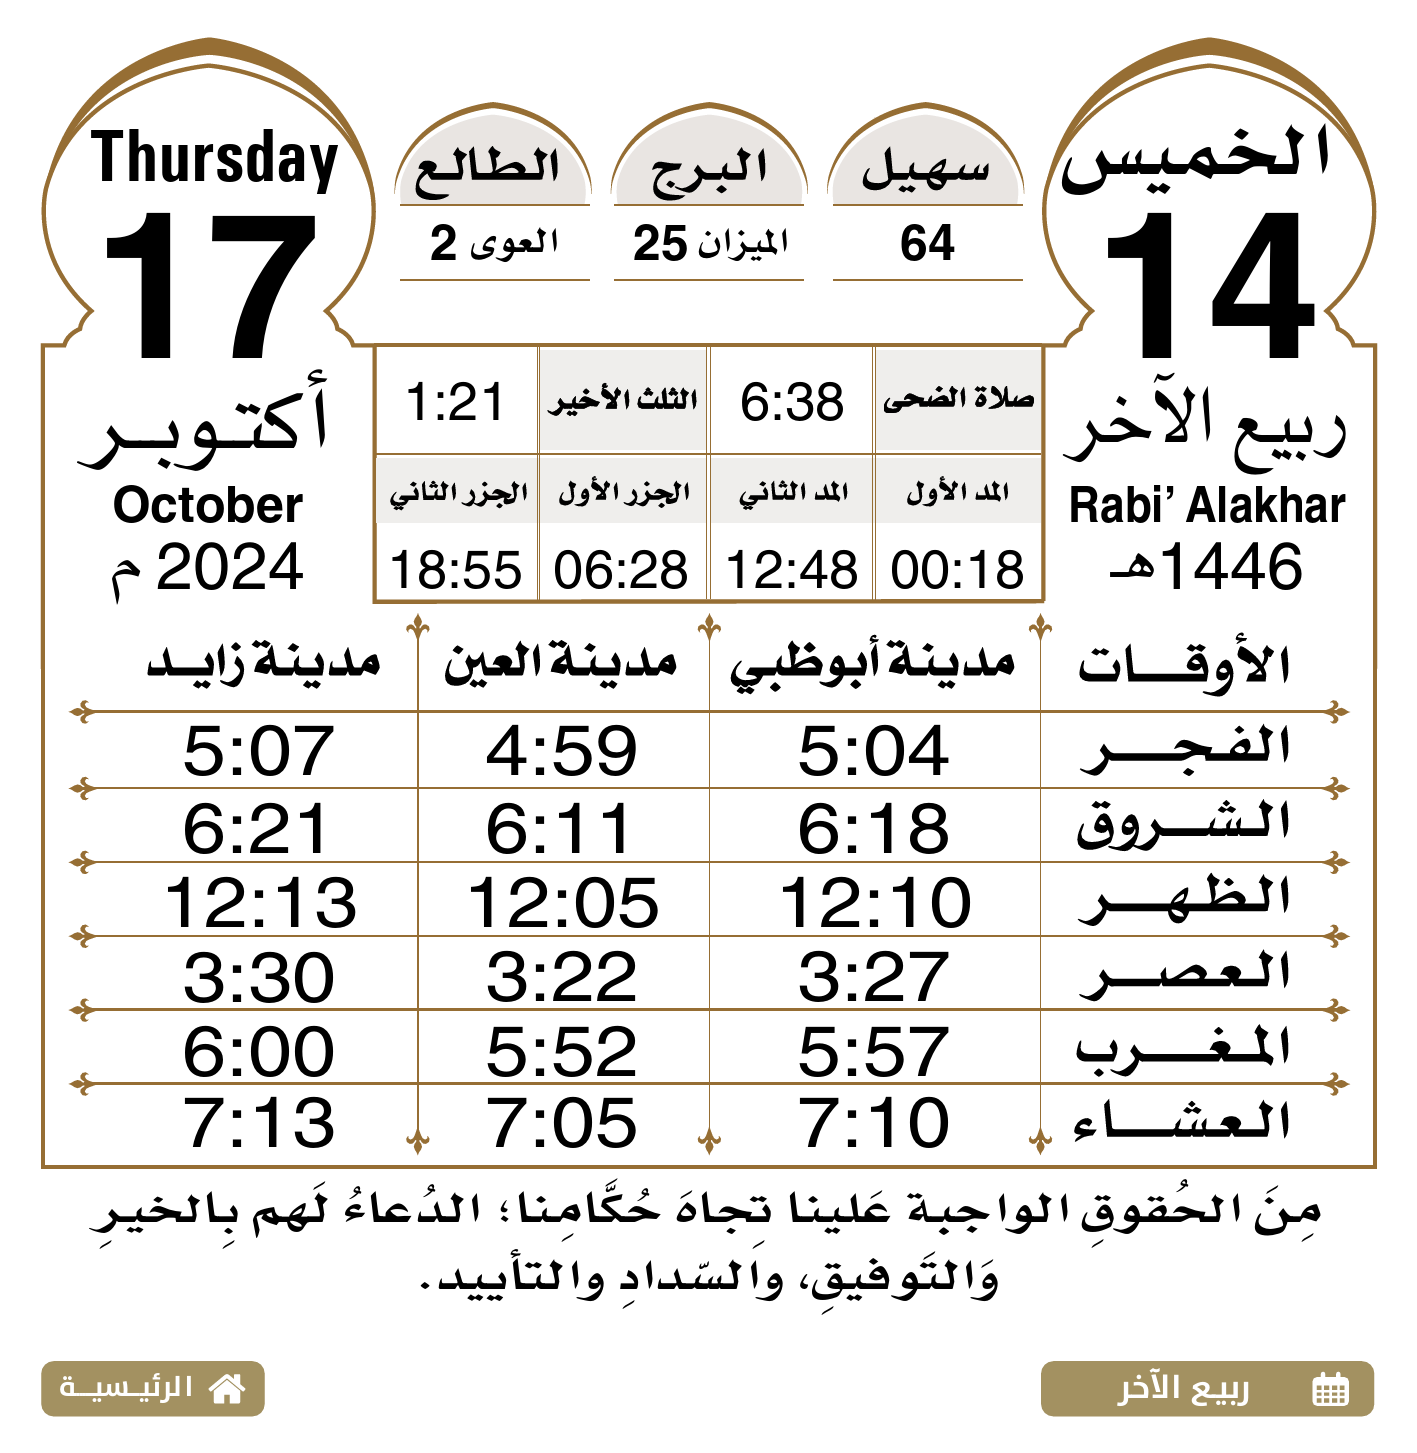 الخميس
14
ربيع الآخر
Rabi’ Alakhar
1446هـ
سهيل
64
البرج
الميزان 25
الطالع
العوى 2
Thursday
17
أكتوبر
October
2024 م
صلاة الضحى 6:38 الثلث الأخير 1:21
المد الأول المد الثاني الجزر الأول الجزر الثاني
00:18 12:48 06:28 18:55
الأوقات مدينة أبوظبي مدينة العين مدينة زايد
الفجر 5:04 4:59 5:07
الشروق 6:18 6:11 6:21
الظهر 12:10 12:05 12:13
العصر 3:27 3:22 3:30
المغرب 5:57 5:52 6:00
العشاء 7:10 7:05 7:13
مِنَ الحُقوقِ الواجبة عَلينا تِجاهَ حُكَّامِنا؛ الدُعاءُ لَهم بِالخيرِ
وَالتَوفيقِ، والسّدادِ والتأييد.
ربيع الآخر
الرئيسية